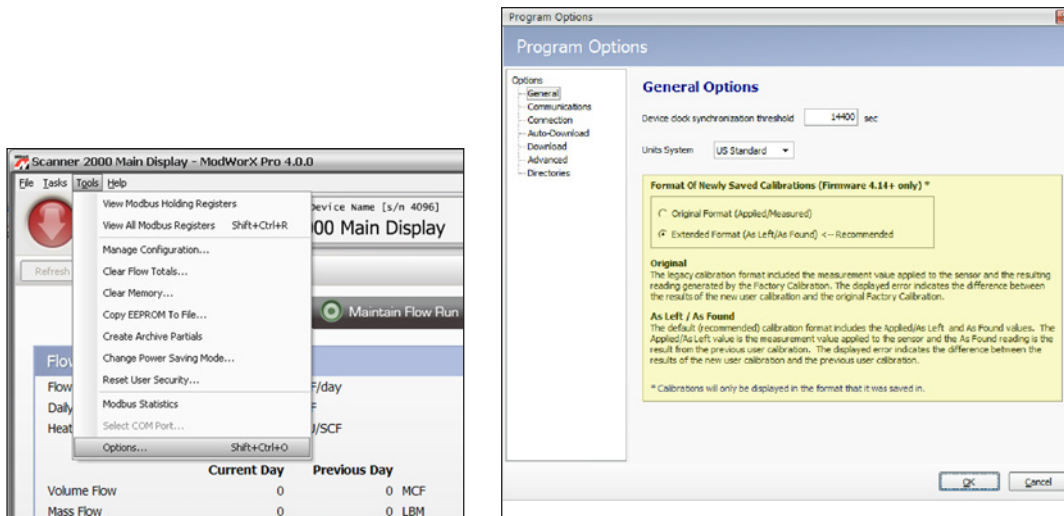 Scanner 2000 Main Display - ModWorX Pro 4.0.0
File Tasks Tools Help
View Modbus Holding Registers
View All Modbus Registers Shift+Ctrl+R
Manage Configuration...
Clear Flow Totals...
Clear Memory...
Copy EEPROM To File...
Create Archive Partials
Change Power Saving Mode...
Reset User Security...
Modbus Statistics
Select COM Port...
Options... Shift+Ctrl+O
Device Name [s/n 4096]
00 Main Display
Refresh
Maintain Flow Run
Flow
Flow F/day
Daily F
Heat J/SCF
Current Day Previous Day
Volume Flow 0 0 MCF
Mass Flow 0 0 LBM
Program Options
Program Options
Options
General
Communications
Connection
Auto-Download
Download
Advanced
Directories
General Options
Device clock synchronization threshold 14400 sec
Units System US Standard
Format Of Newly Saved Calibrations (Firmware 4.14+ only) *
Original Format (Applied/Measured)
Extended Format (As Left/As Found) <-- Recommended
Original
The legacy calibration format included the measurement value applied to the sensor and the resulting
reading generated by the Factory Calibration. The displayed error indicates the difference between
the results of the new user calibration and the original Factory Calibration.
As Left / As Found
The default (recommended) calibration format includes the Applied/As Left and As Found values. The
Applied/As Left value is the measurement value applied to the sensor and the As Found reading is the
result from the previous user calibration. The displayed error indicates the difference between the
results of the new user calibration and the previous user calibration.
* Calibrations will only be displayed in the format that it was saved in.
OK Cancel